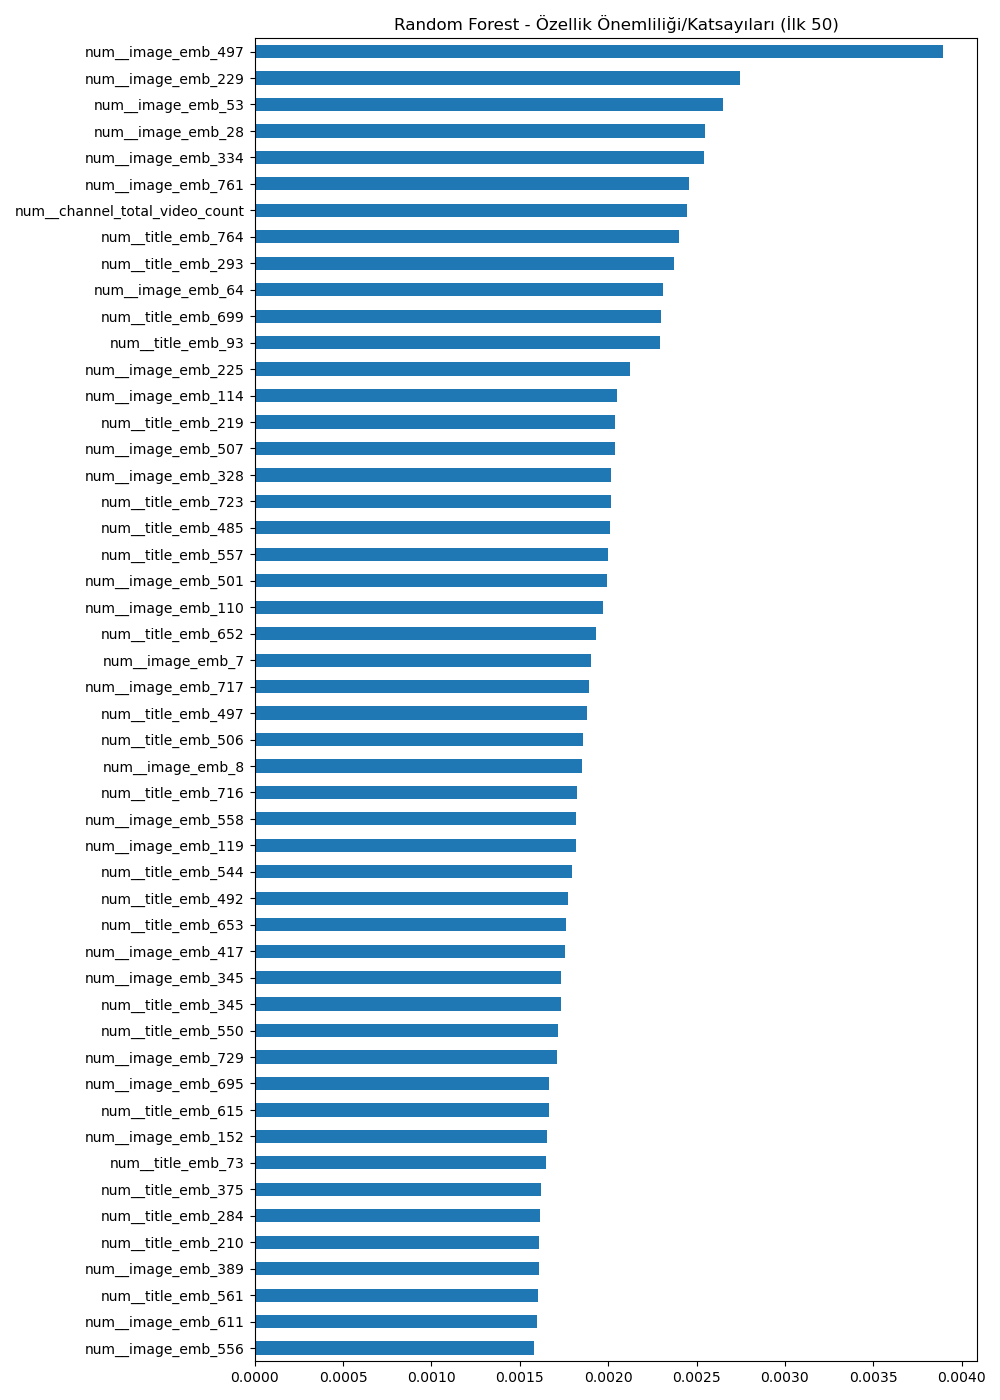 Random Forest - Özellik Önemliliği/Katsayıları (İlk 50)
num__image_emb_497
num__image_emb_229
num__image_emb_53
num__image_emb_28
num__image_emb_334
num__image_emb_761
num__channel_total_video_count
num__title_emb_764
num__title_emb_293
num__image_emb_64
num__title_emb_699
num__title_emb_93
num__image_emb_225
num__image_emb_114
num__title_emb_219
num__image_emb_507
num__image_emb_328
num__title_emb_723
num__title_emb_485
num__title_emb_557
num__image_emb_501
num__image_emb_110
num__title_emb_652
num__image_emb_7
num__image_emb_717
num__title_emb_497
num__title_emb_506
num__image_emb_8
num__title_emb_716
num__image_emb_558
num__image_emb_119
num__title_emb_544
num__title_emb_492
num__title_emb_653
num__image_emb_417
num__image_emb_345
num__title_emb_345
num__title_emb_550
num__image_emb_729
num__image_emb_695
num__title_emb_615
num__image_emb_152
num__title_emb_73
num__title_emb_375
num__title_emb_284
num__title_emb_210
num__image_emb_389
num__title_emb_561
num__image_emb_611
num__image_emb_556
0.0000 0.0005 0.0010 0.0015 0.0020 0.0025 0.0030 0.0035 0.0040